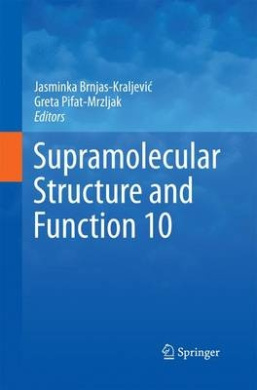 Jasminka Brnjas-Kraljević
Greta Pifat-Mrzljak
Editors
Supramolecular
Structure and
Function 10
Springer